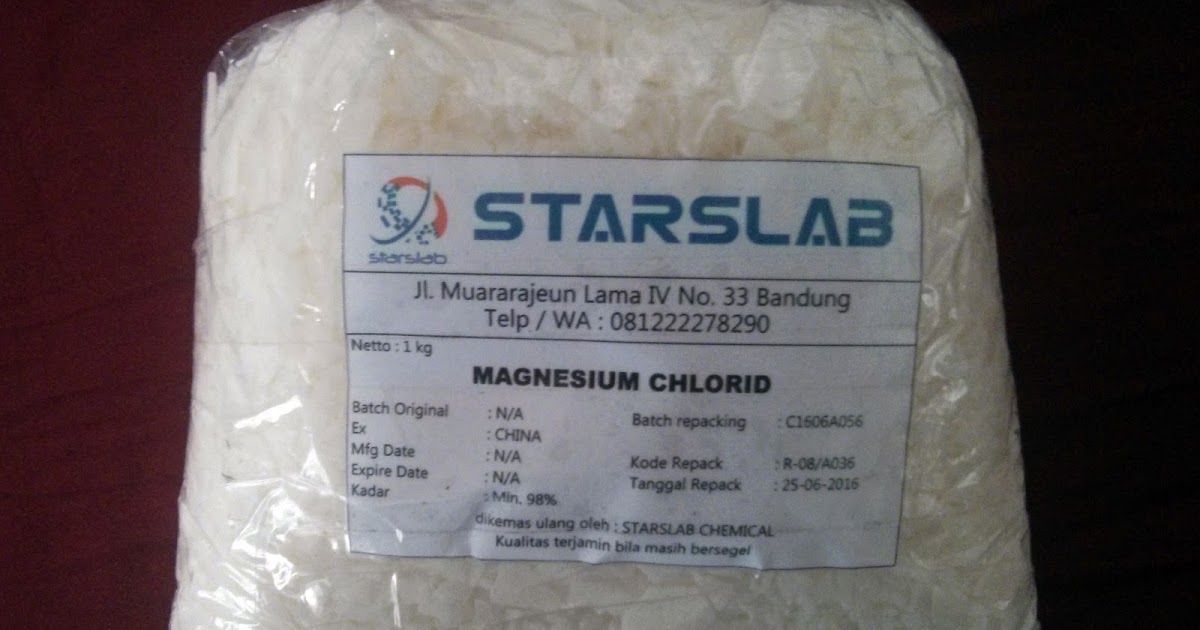 STARSLAB
starslab
Jl. Muararajeun Lama IV No. 33 Bandung
Telp / WA : 081222278290
Netto : 1 kg
MAGNESIUM CHLORID
Batch Original : N/A Batch repacking : C1606A056
Ex : CHINA
Mfg Date : N/A Kode Repack : R-08/A036
Expire Date : N/A Tanggal Repack : 25-06-2016
Kadar : Min. 98%
dikemas ulang oleh : STARSLAB CHEMICAL
Kualitas terjamin bila masih bersegel